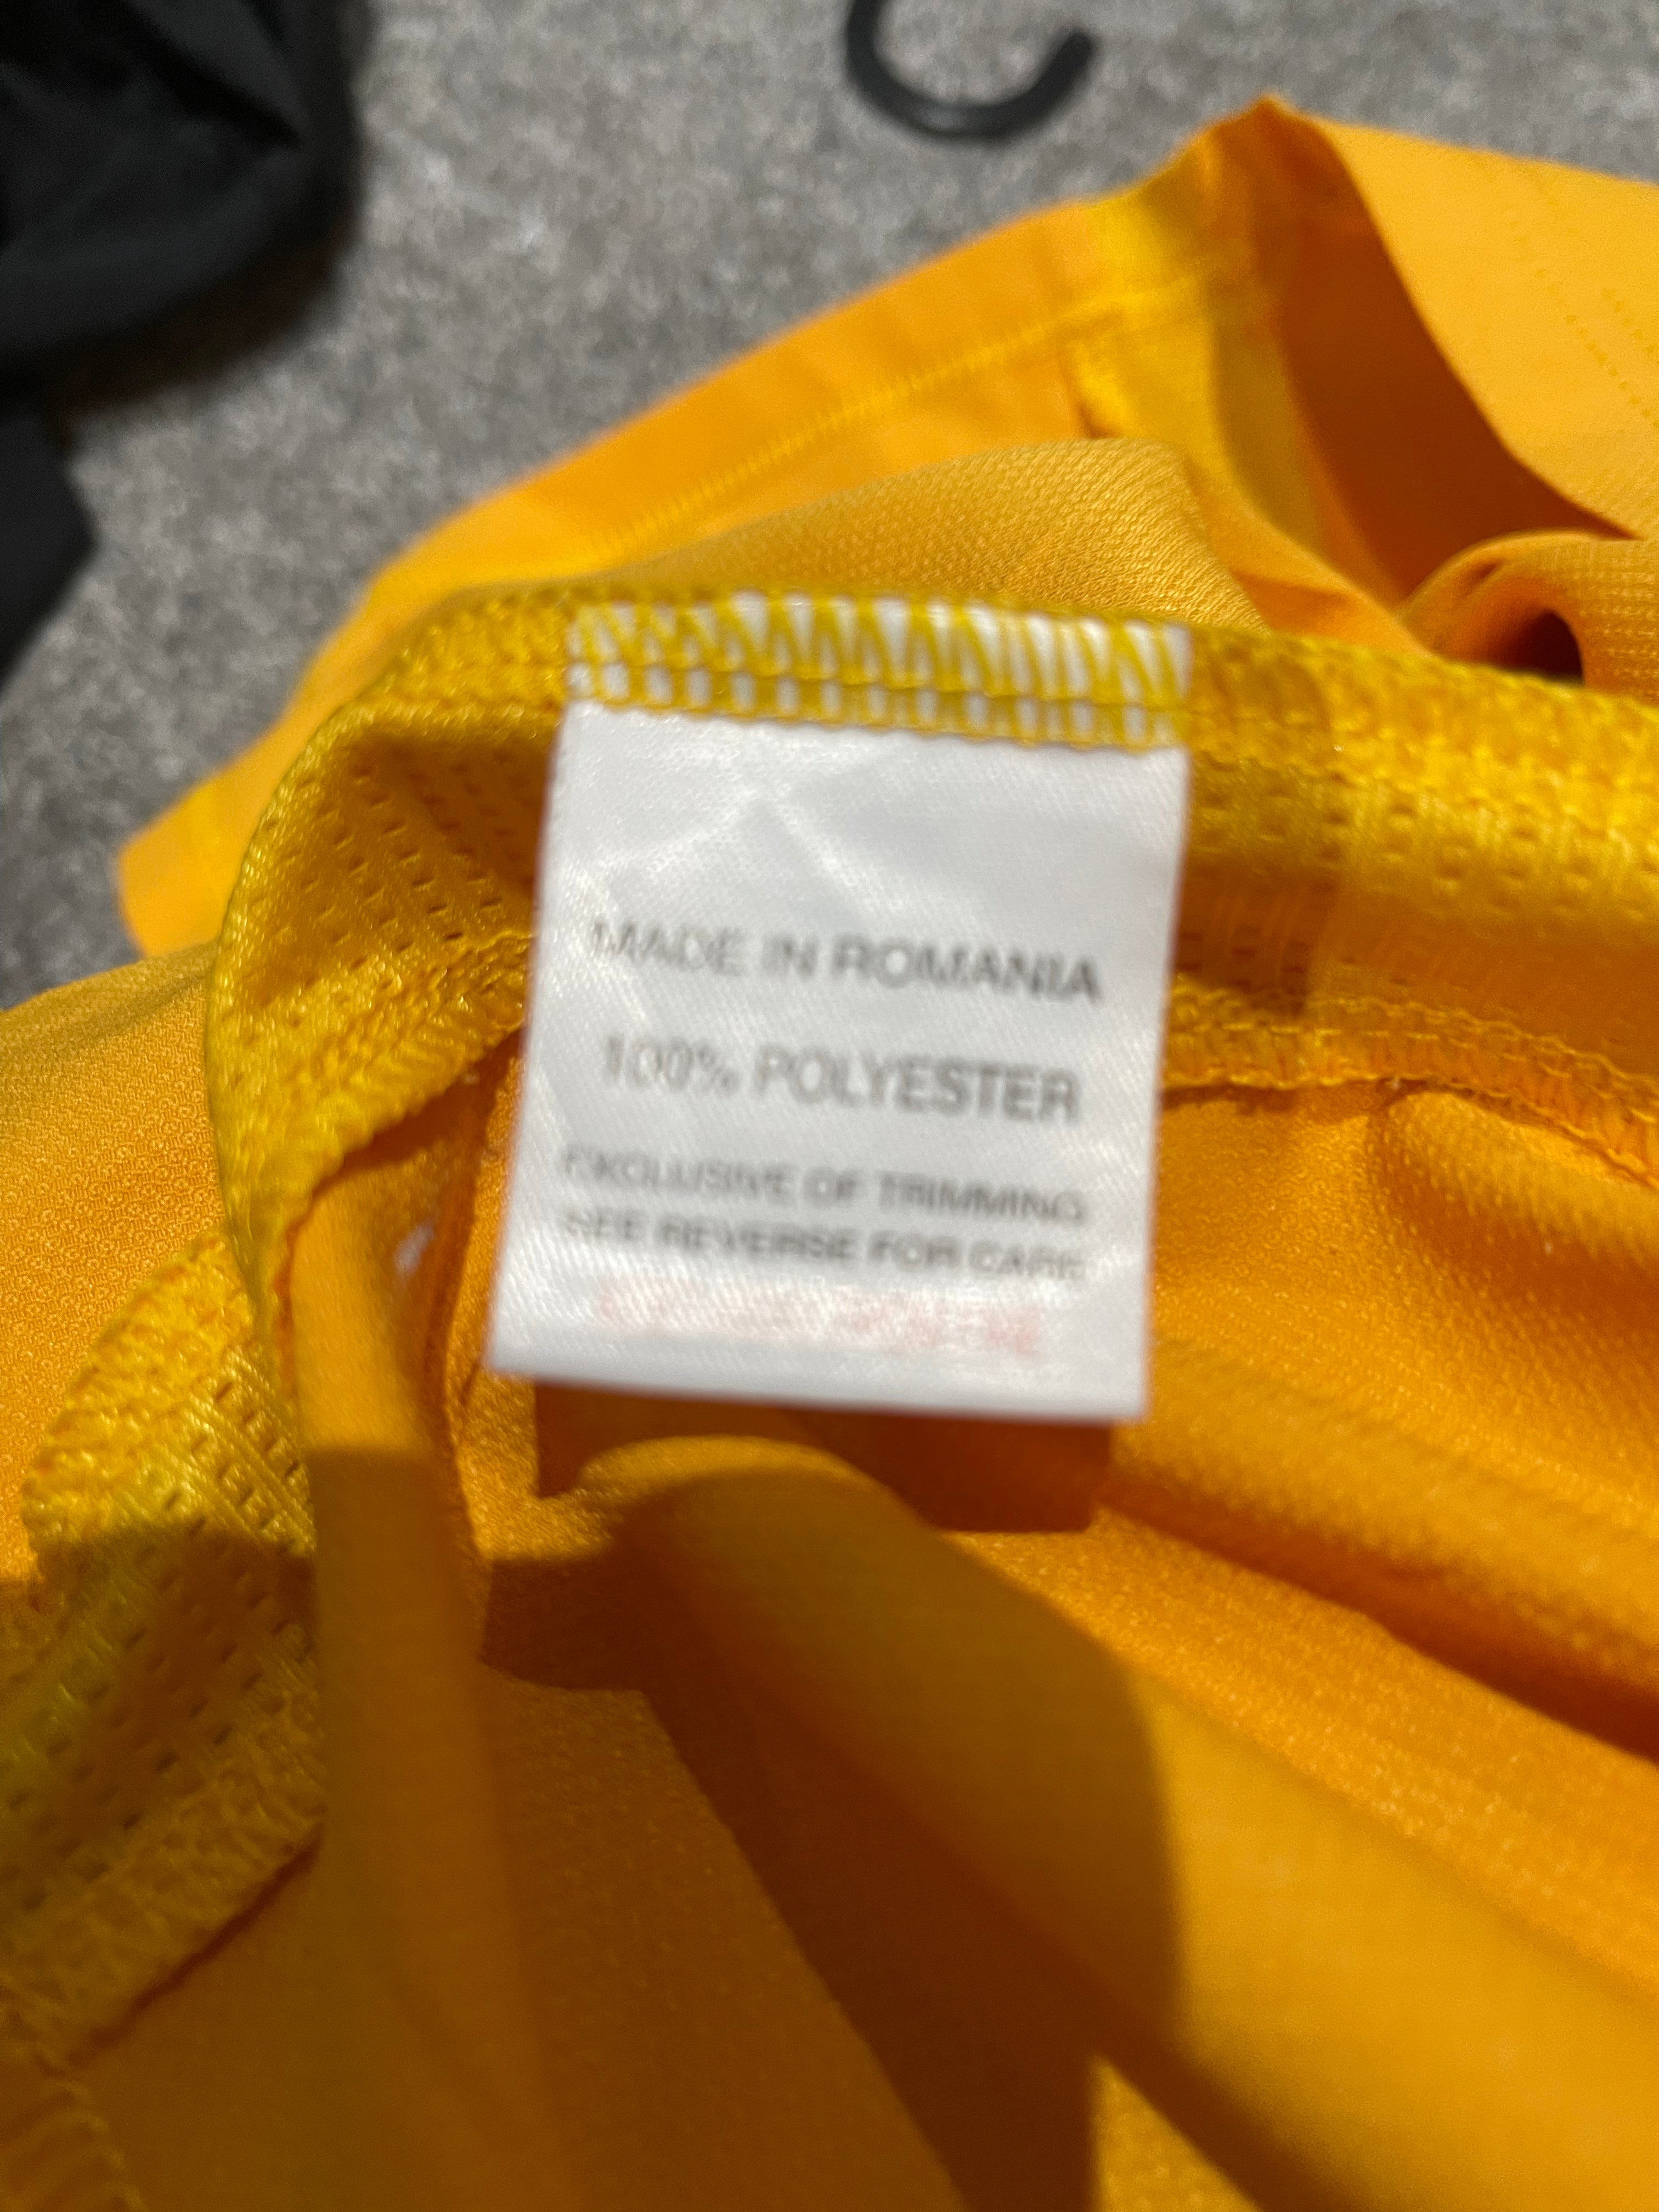 MADE IN ROMANIA
100% POLYESTER
EXCLUSIVE OF TRIMMING
SEE REVERSE FOR CARE